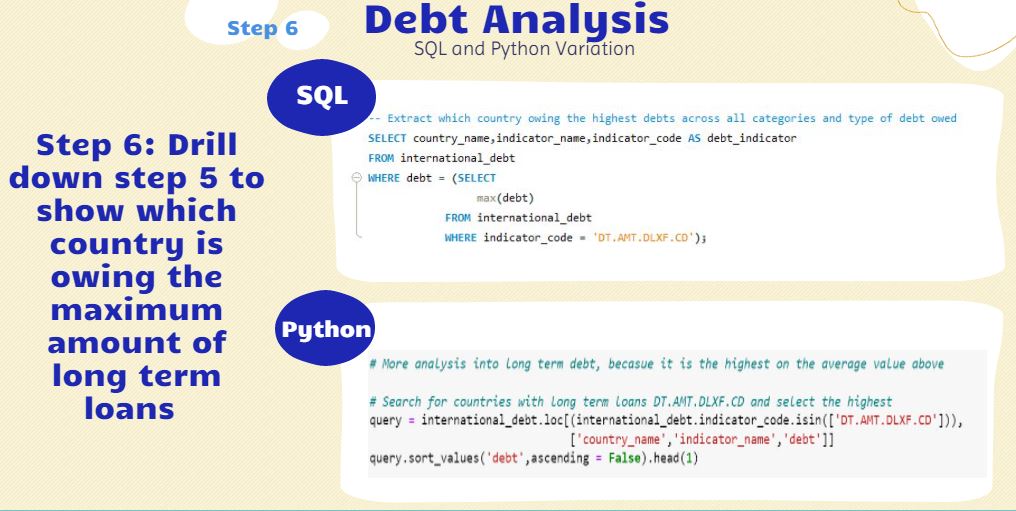 Step 6
Debt Analysis
SQL and Python Variation
Step 6: Drill
down step 5 to
show which
country is
owing the
maximum
amount of
long term
loans
SQL
-- Extract which country owing the highest debts across all categories and type of debt owed
SELECT country_name,indicator_name,indicator_code AS debt_indicator
FROM international_debt
WHERE debt = (SELECT
max(debt)
FROM international_debt
WHERE indicator_code = 'DT.AMT.DLXF.CD');
Python
# More analysis into long term debt, becasue it is the highest on the average value above
# Search for countries with long term loans DT.AMT.DLXF.CD and select the highest
query = international_debt.loc[(international_debt.indicator_code.isin(['DT.AMT.DLXF.CD'])),
['country_name','indicator_name','debt']]
query.sort_values('debt',ascending = False).head(1)